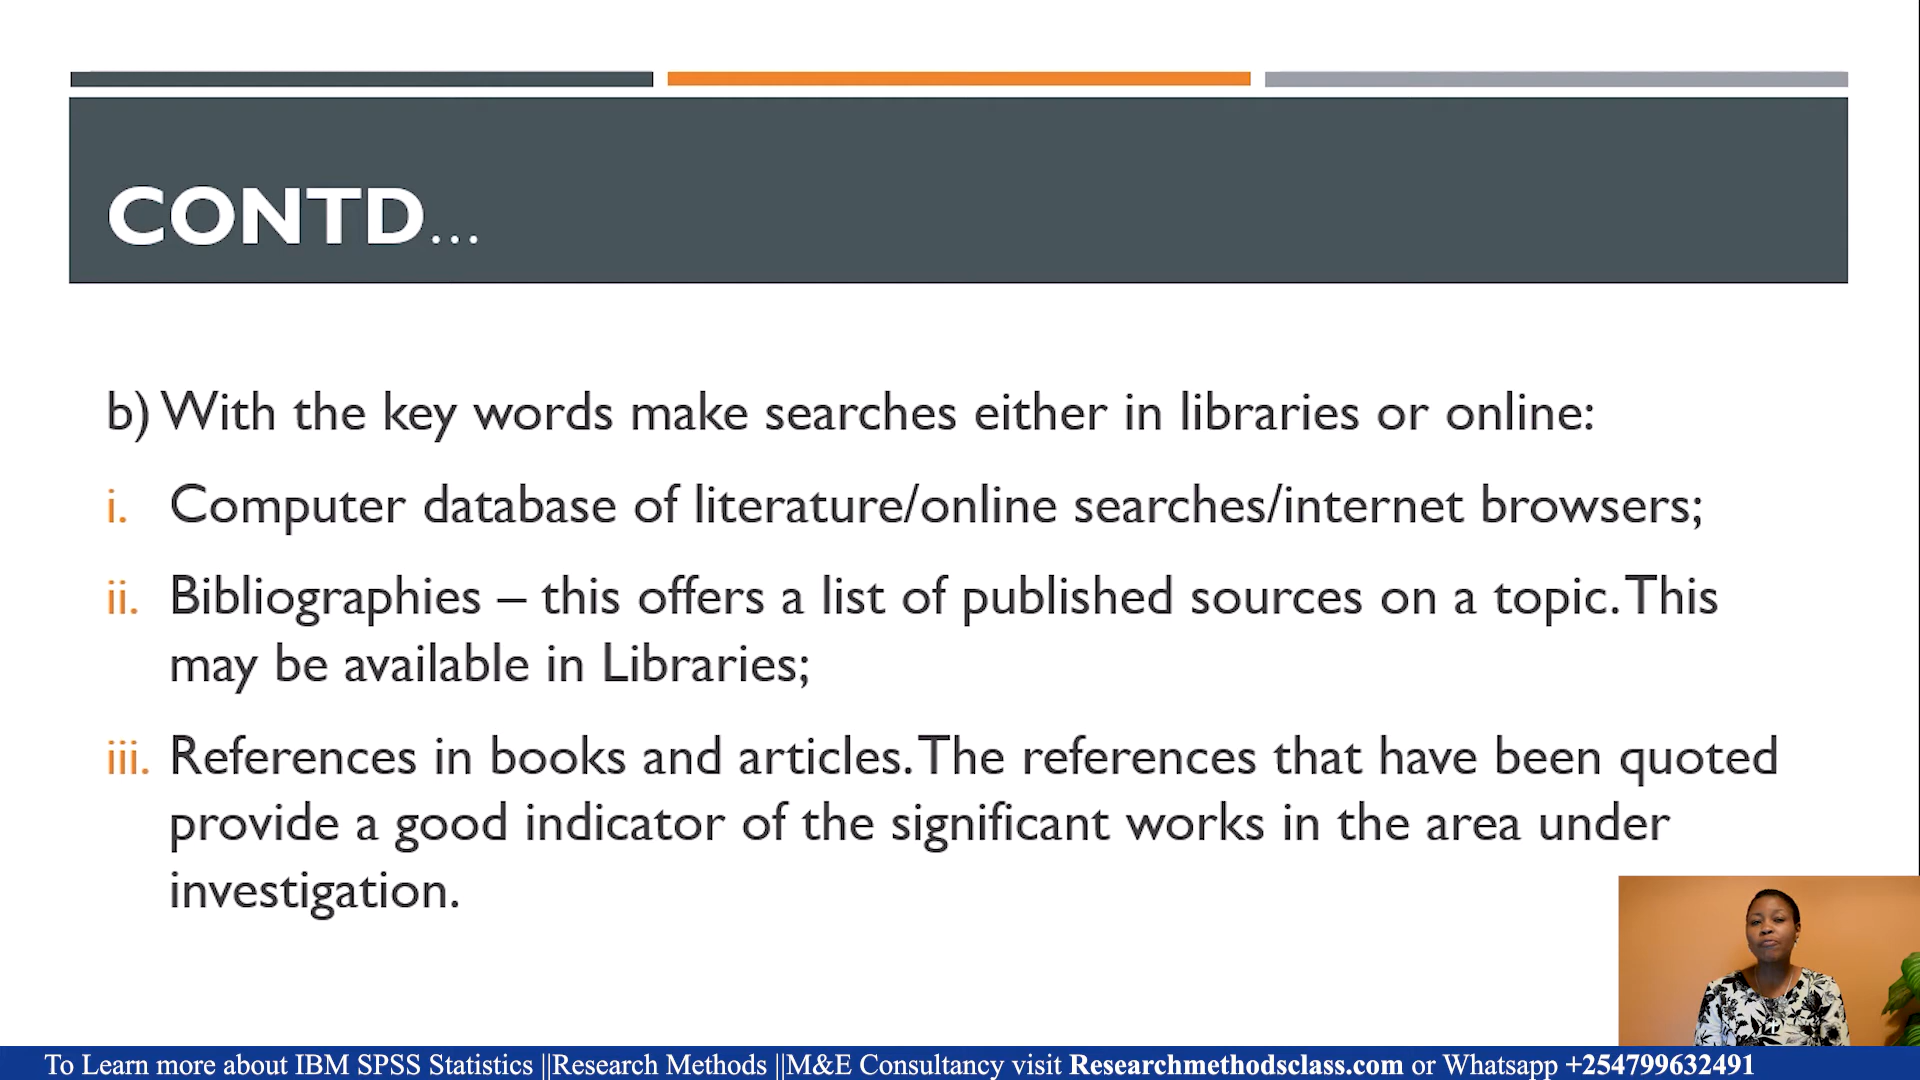 CONTD...
b) With the key words make searches either in libraries or online:
i. Computer database of literature/online searches/internet browsers;
ii. Bibliographies – this offers a list of published sources on a topic. This
may be available in Libraries;
iii. References in books and articles. The references that have been quoted
provide a good indicator of the significant works in the area under
investigation.
To Learn more about IBM SPSS Statistics ||Research Methods ||M&E Consultancy visit Researchmethodsclass.com or Whatsapp +254799632491